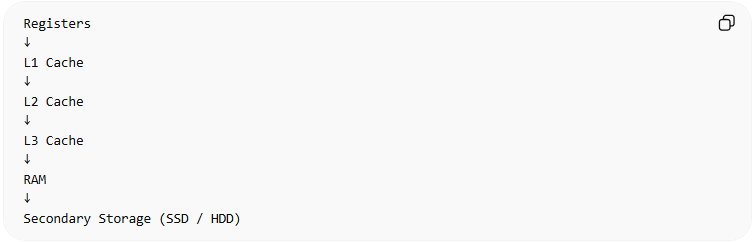 Registers
↓
L1 Cache
↓
L2 Cache
↓
L3 Cache
↓
RAM
↓
Secondary Storage (SSD / HDD)